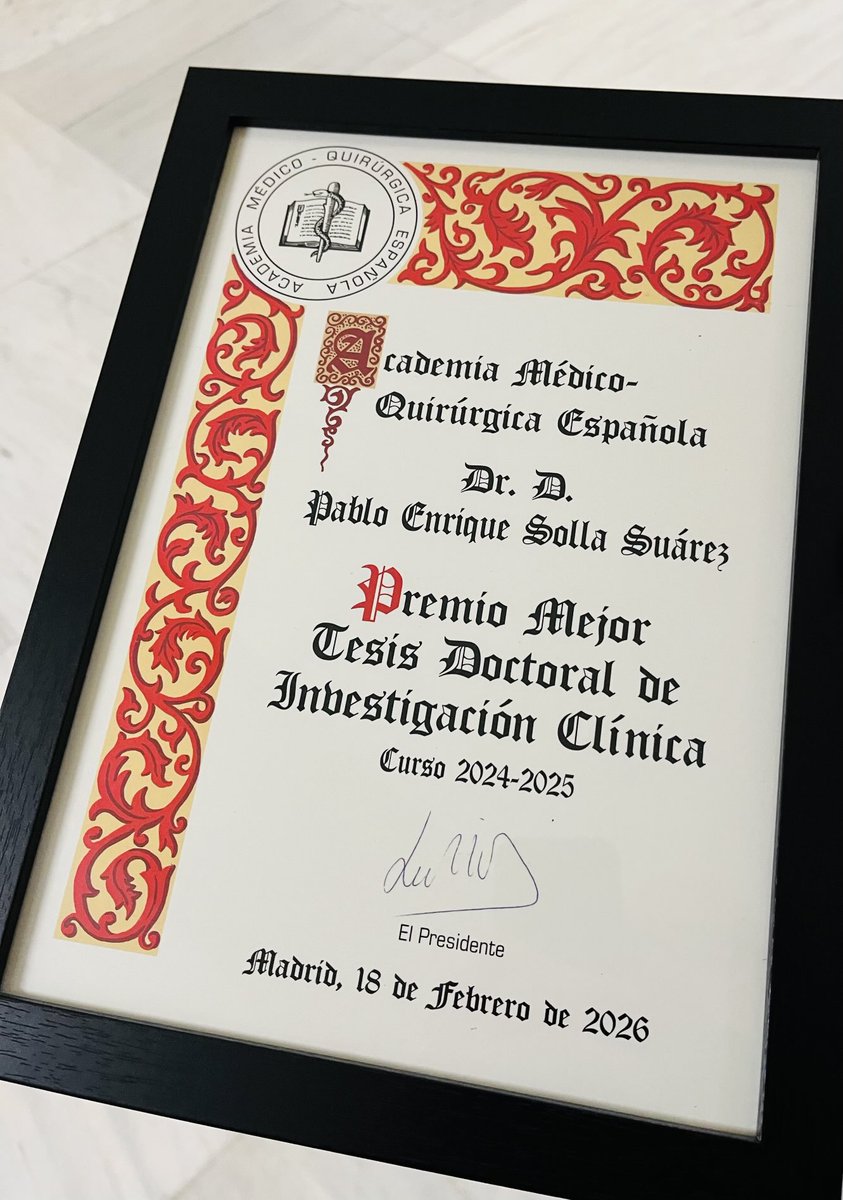 ACADEMIA MÉDICO - QUIRÚRGICA ESPAÑOLA
Academia Médico-
Quirúrgica Española
Dr. D.
Pablo Enrique Solla Suárez
Premio Mejor
Tesis Doctoral de
Investigación Clínica
Curso 2024-2025
El Presidente
Madrid, 18 de Febrero de 2026